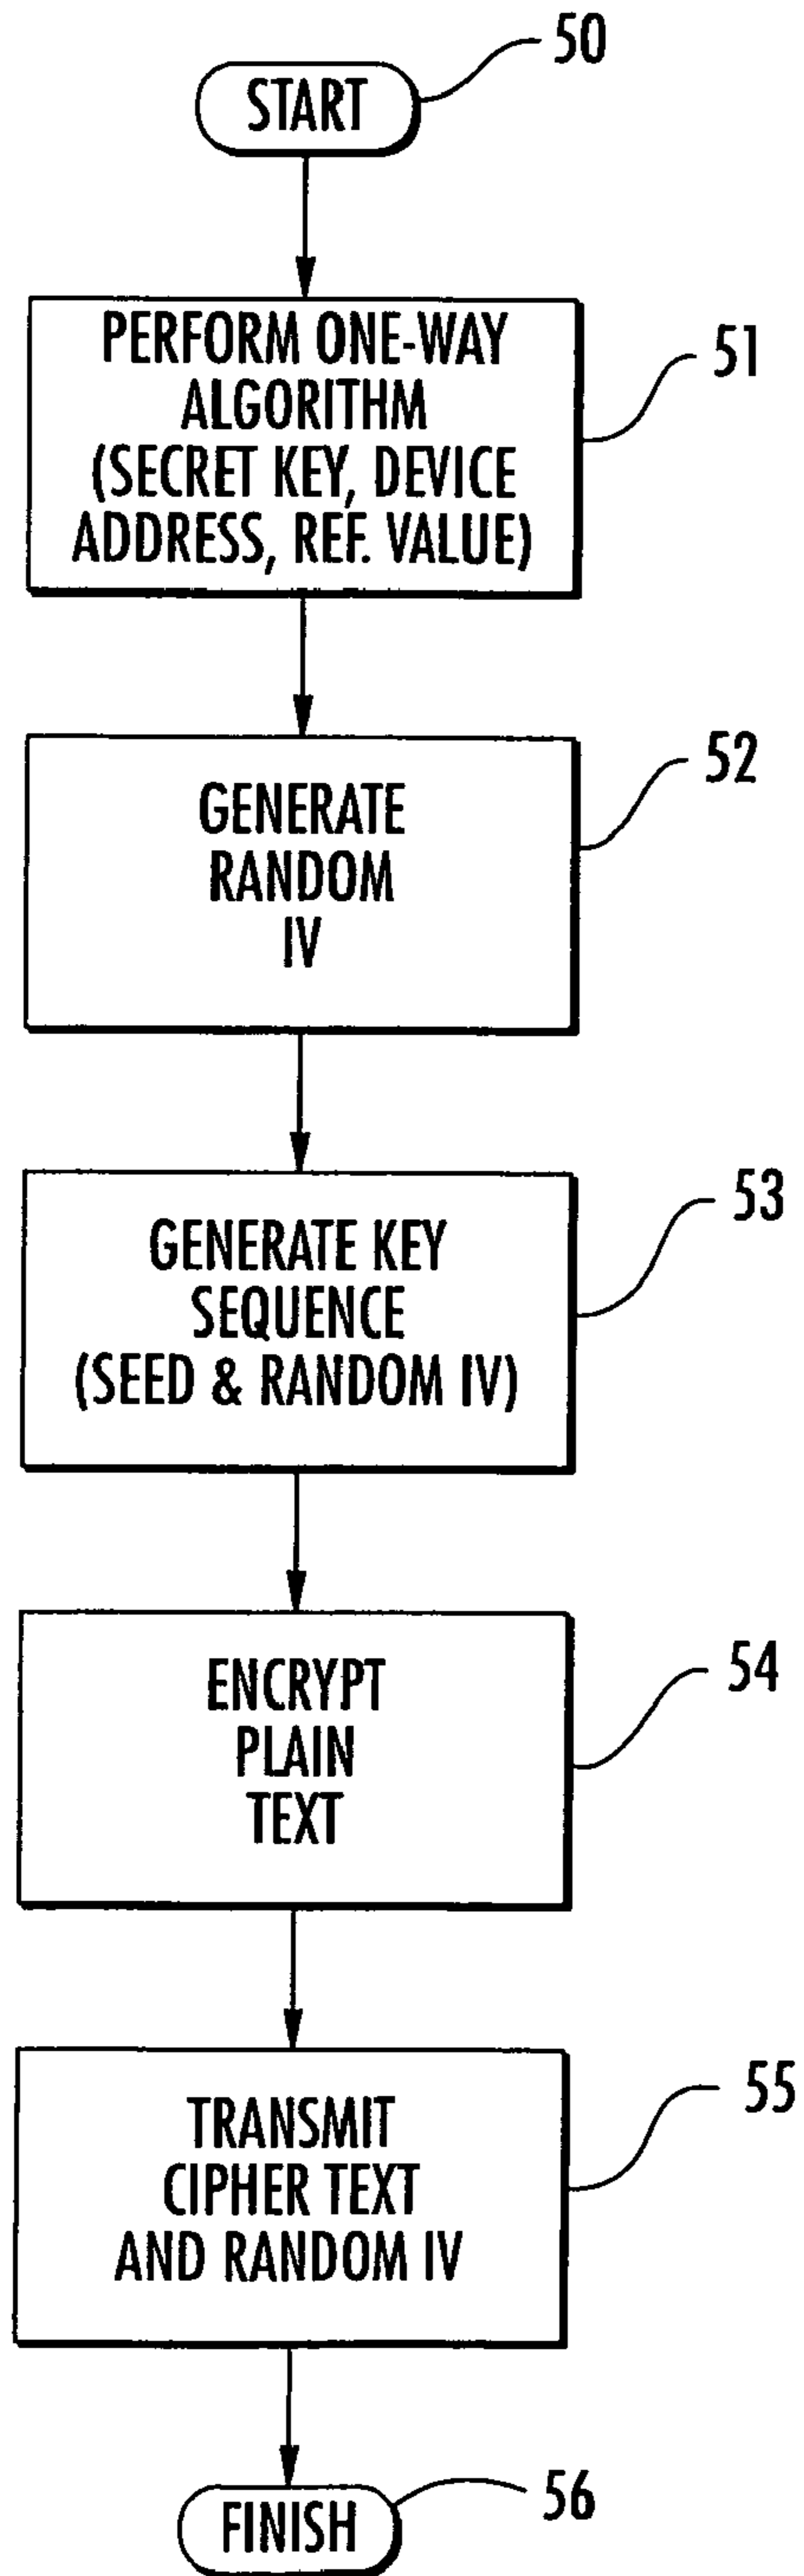 START
50
PERFORM ONE-WAY
ALGORITHM
(SECRET KEY, DEVICE
ADDRESS, REF. VALUE)
51
GENERATE
RANDOM
IV
52
GENERATE KEY
SEQUENCE
(SEED & RANDOM IV)
53
ENCRYPT
PLAIN
TEXT
54
TRANSMIT
CIPHER TEXT
AND RANDOM IV
55
FINISH
56